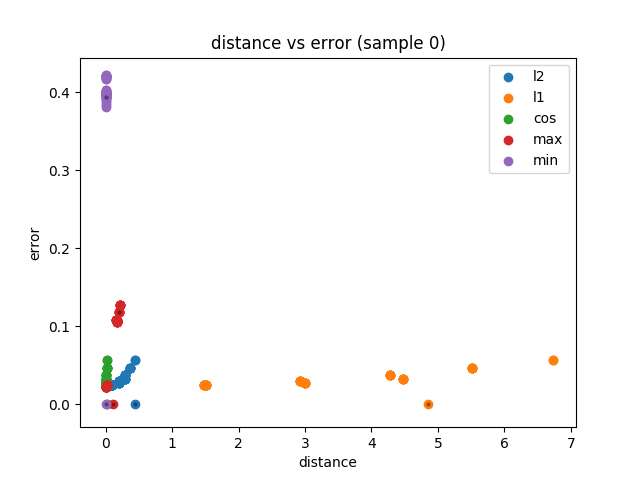 distance vs error (sample 0)
l2
l1
cos
max
min
0.4
0.3
0.2
0.1
0.0
error
0 1 2 3 4 5 6 7
distance